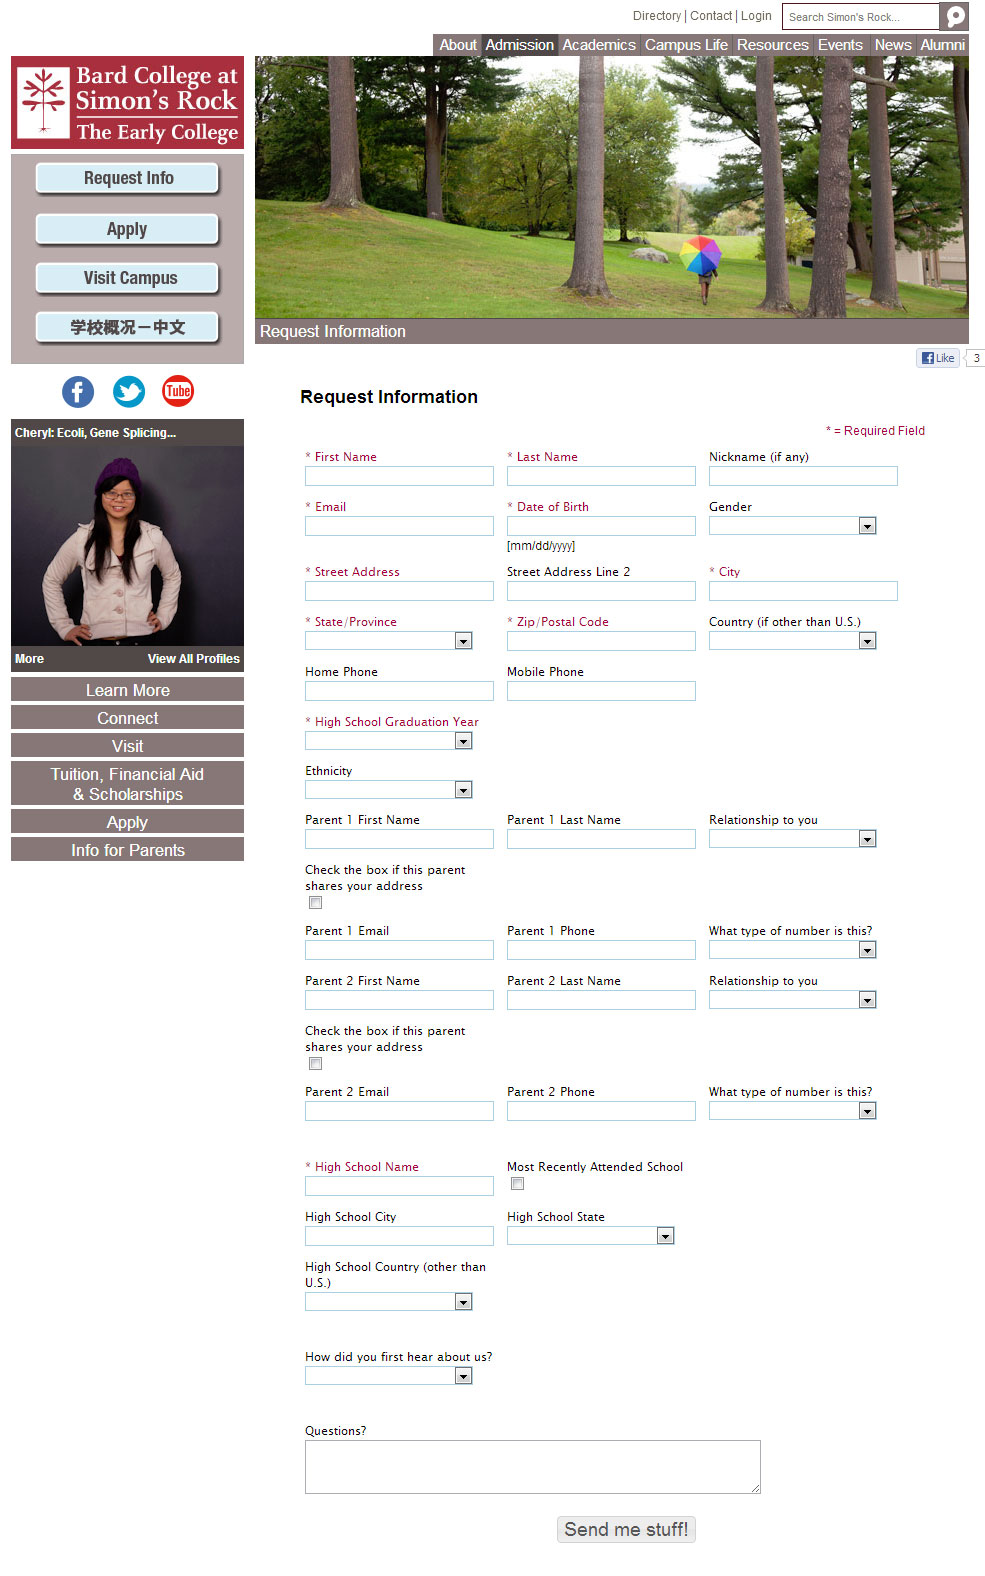 Directory | Contact | Login
Search Simon's Rock...
About
Admission
Academics
Campus Life
Resources
Events
News
Alumni
Bard College at
Simon's Rock
The Early College
Request Info
Apply
Visit Campus
学校概况－中文
Tube
Cheryl: Ecoli, Gene Splicing...
More
View All Profiles
Learn More
Connect
Visit
Tuition, Financial Aid
& Scholarships
Apply
Info for Parents
Request Information
Like
3
Request Information
* = Required Field
* First Name
* Last Name
Nickname (if any)
* Email
* Date of Birth
Gender
[mm/dd/yyyy]
* Street Address
Street Address Line 2
* City
* State/Province
* Zip/Postal Code
Country (if other than U.S.)
Home Phone
Mobile Phone
* High School Graduation Year
Ethnicity
Parent 1 First Name
Parent 1 Last Name
Relationship to you
Check the box if this parent
shares your address
Parent 1 Email
Parent 1 Phone
What type of number is this?
Parent 2 First Name
Parent 2 Last Name
Relationship to you
Check the box if this parent
shares your address
Parent 2 Email
Parent 2 Phone
What type of number is this?
* High School Name
Most Recently Attended School
High School City
High School State
High School Country (other than
U.S.)
How did you first hear about us?
Questions?
Send me stuff!